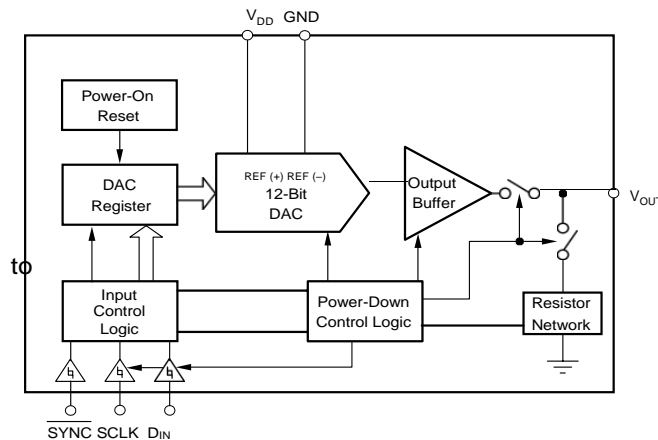 VDD GND
Power-On
Reset
DAC
Register
REF (+) REF (–)
12-Bit
DAC
Output
Buffer
VOUT
to
Input
Control
Logic
Power-Down
Control Logic
Resistor
Network
SYNC SCLK DIN